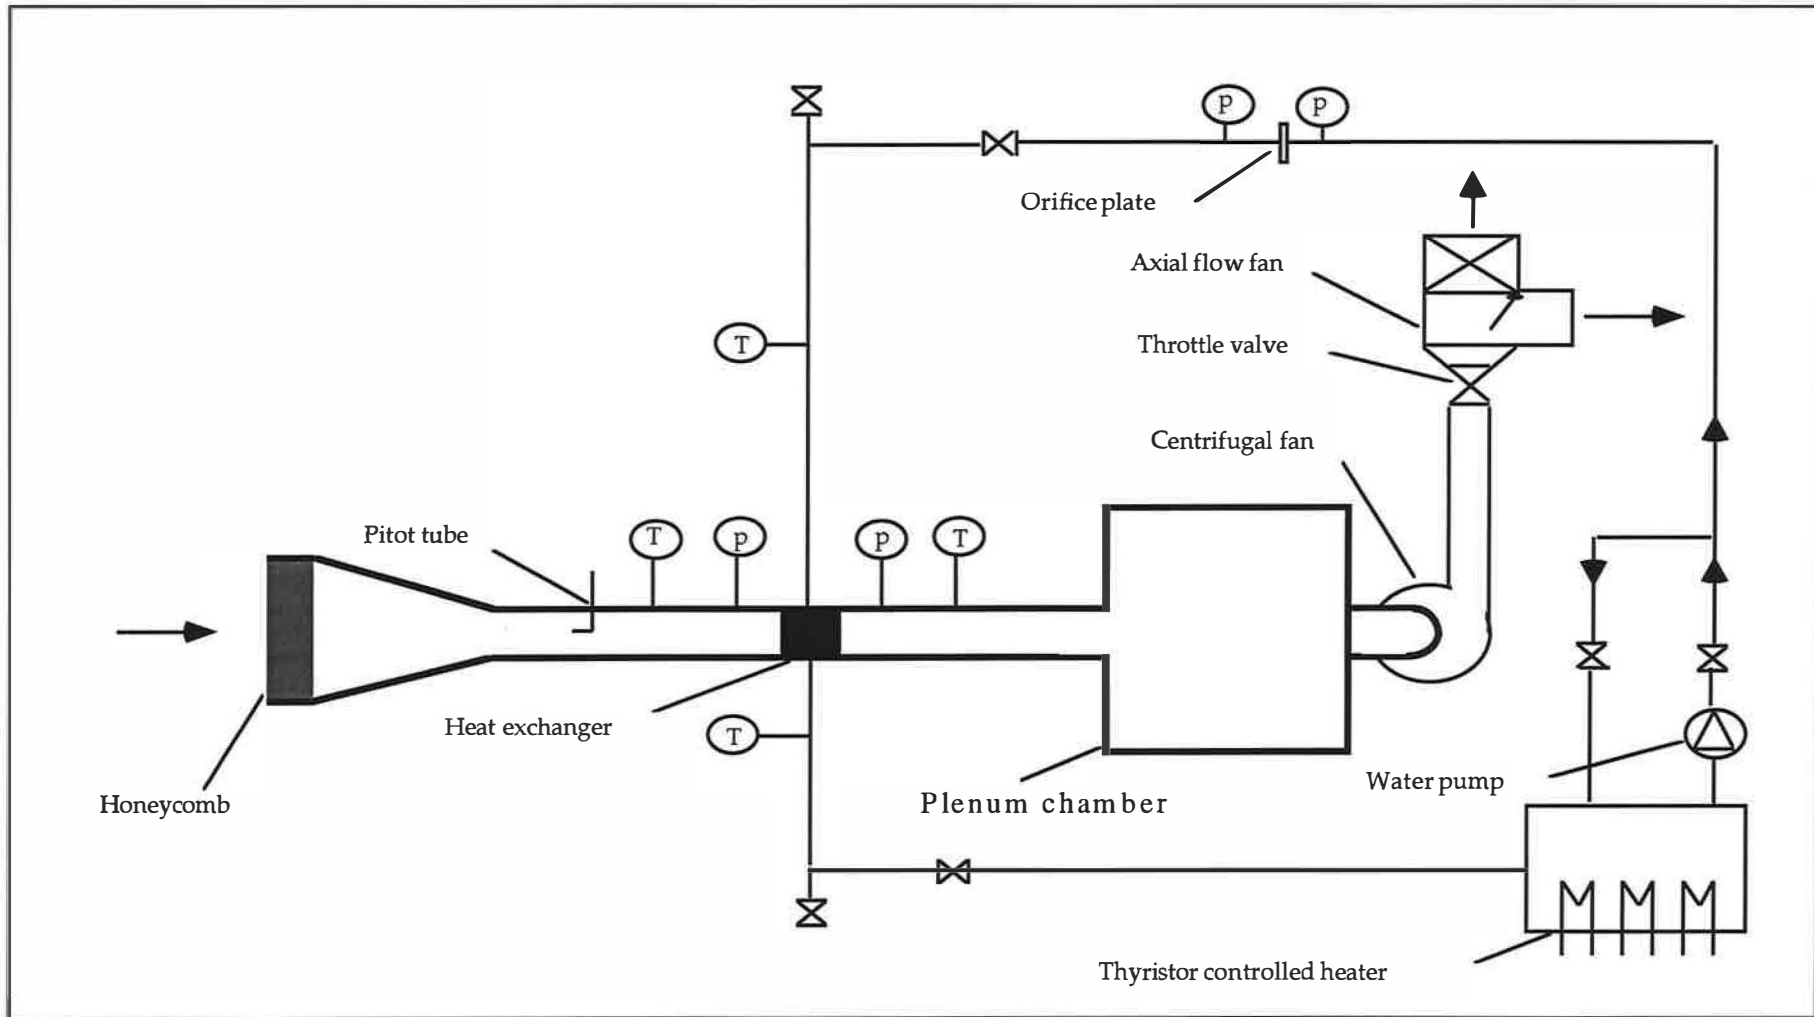 p p
Orifice plate
Axial flow fan
Throttle valve
T
Centrifugal fan
Pitot tube
T p p T
Heat exchanger
T
Water pump
Honeycomb
Plenum chamber
Thyristor controlled heater